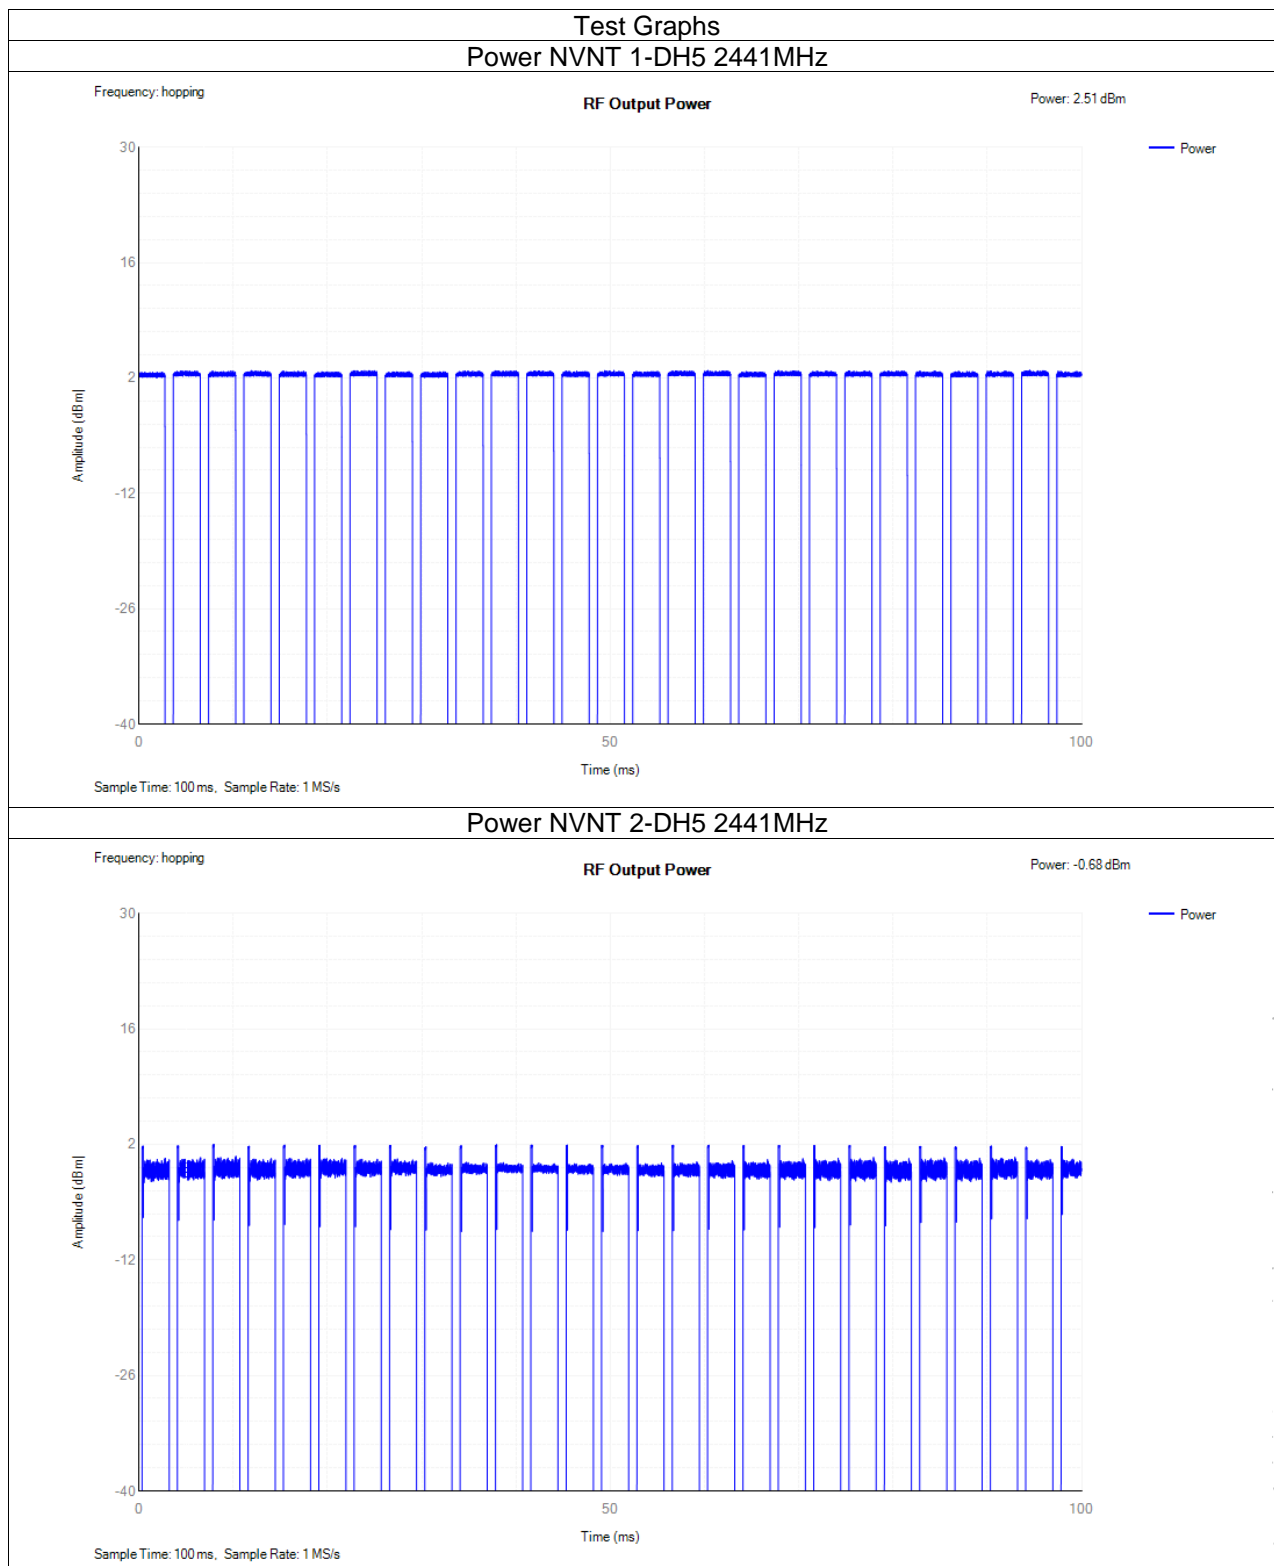 Test Graphs
Power NVNT 1-DH5 2441MHz
Frequency: hopping
RF Output Power
Power: 2.51 dBm
Power
30
16
2
-12
-26
-40
Amplitude (dBm)
0
50
100
Time (ms)
Sample Time: 100 ms, Sample Rate: 1 MS/s
Power NVNT 2-DH5 2441MHz
Frequency: hopping
RF Output Power
Power: -0.68 dBm
Power
30
16
2
-12
-26
-40
Amplitude (dBm)
0
50
100
Time (ms)
Sample Time: 100 ms, Sample Rate: 1 MS/s